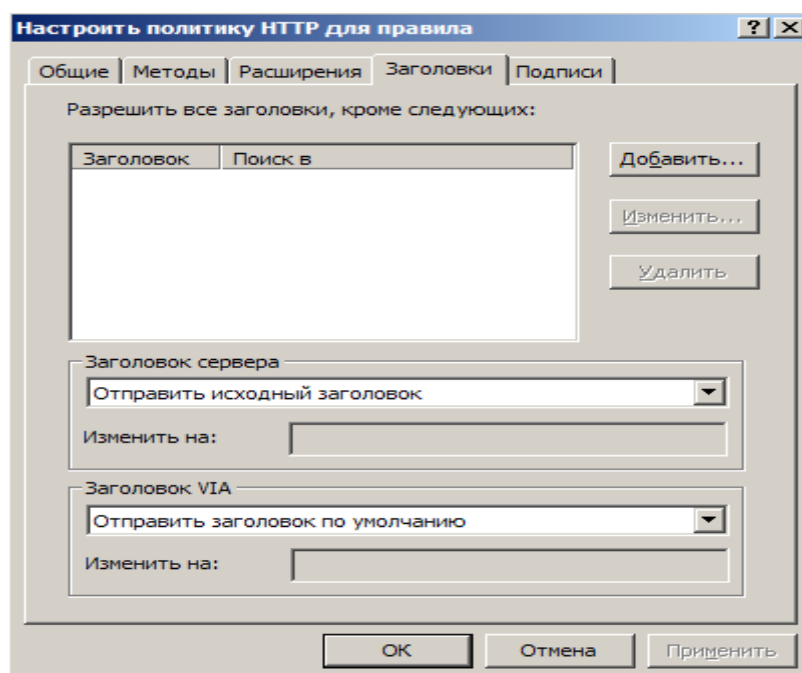 Настроить политику HTTP для правила
Общие Методы Расширения Заголовки Подписи
Разрешить все заголовки, кроме следующих:
Заголовок Поиск в
Добавить...
Изменить...
Удалить
Заголовок сервера
Отправить исходный заголовок
Изменить на:
Заголовок VIA
Отправить заголовок по умолчанию
Изменить на:
ОК Отмена Применить